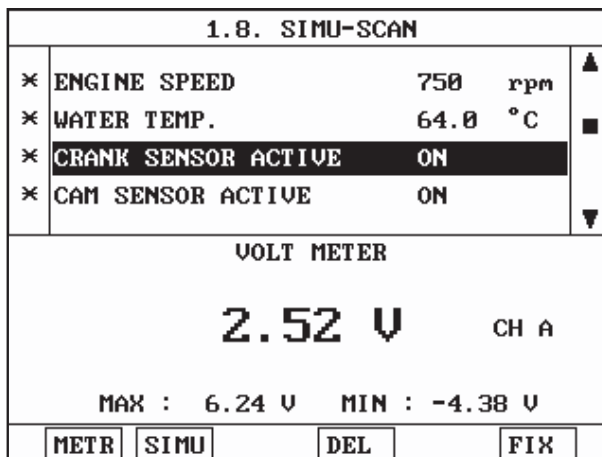 1.8. SIMU-SCAN
* ENGINE SPEED 750 rpm
* WATER TEMP. 64.0 °C
* CRANK SENSOR ACTIVE ON
* CAM SENSOR ACTIVE ON
VOLT METER
2.52 V CH A
MAX : 6.24 V MIN : -4.38 V
METR SIMU DEL FIX